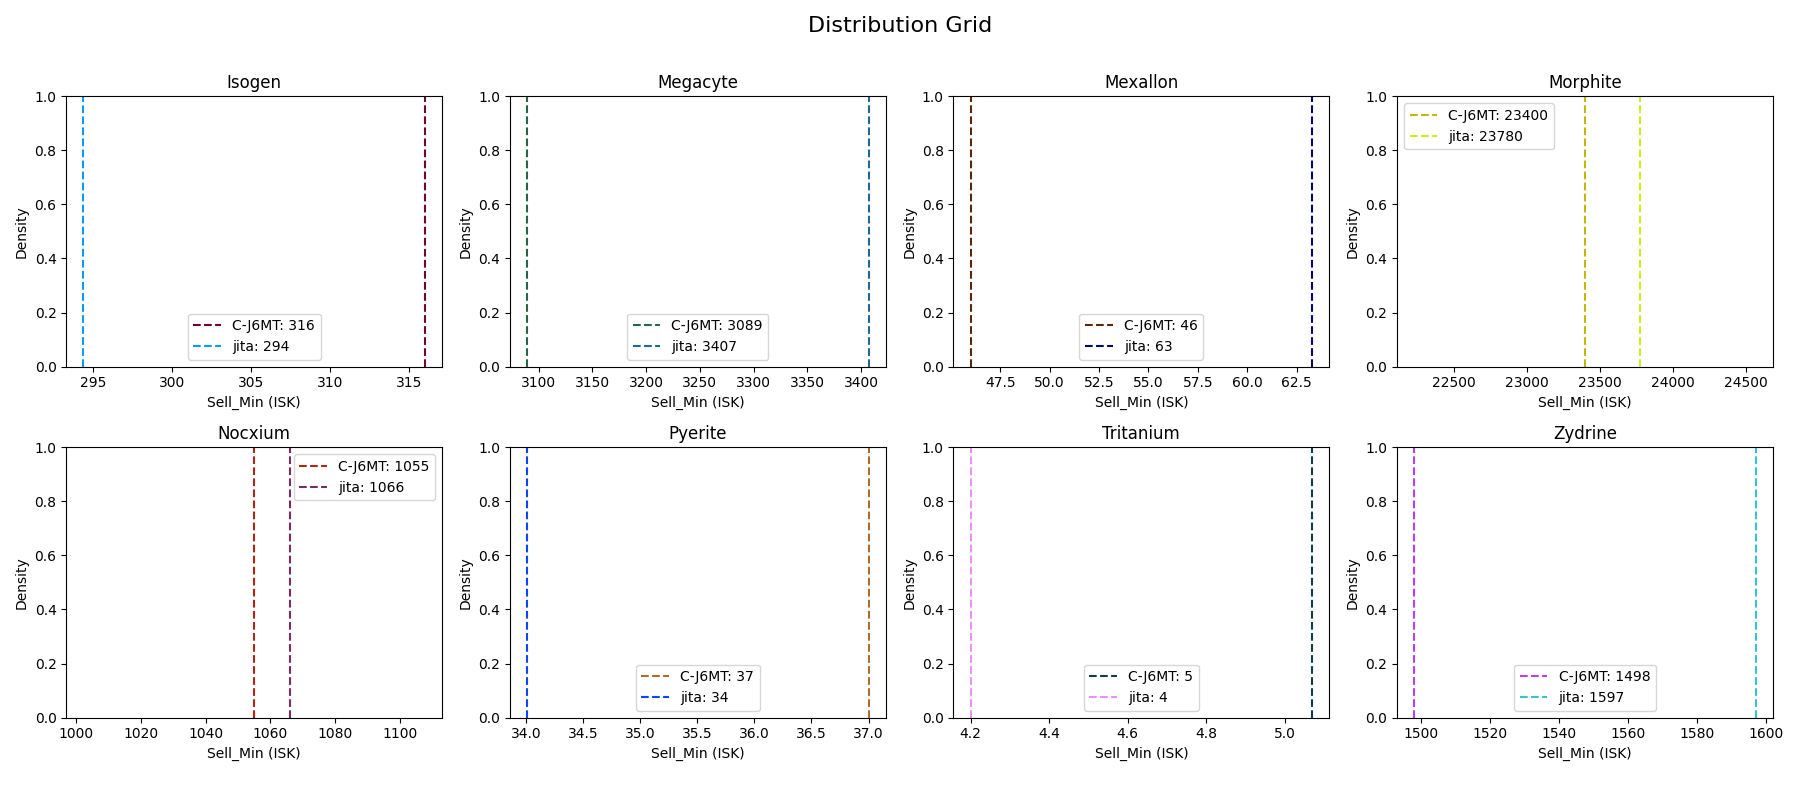 Distribution Grid
Isogen
1.0
0.8
0.6
0.4
0.2
0.0
Density
C-J6MT: 316
jita: 294
295 300 305 310 315
Sell_Min (ISK)
Megacyte
1.0
0.8
0.6
0.4
0.2
0.0
Density
C-J6MT: 3089
jita: 3407
3100 3150 3200 3250 3300 3350 3400
Sell_Min (ISK)
Mexallon
1.0
0.8
0.6
0.4
0.2
0.0
Density
C-J6MT: 46
jita: 63
47.5 50.0 52.5 55.0 57.5 60.0 62.5
Sell_Min (ISK)
Morphite
1.0
0.8
0.6
0.4
0.2
0.0
Density
C-J6MT: 23400
jita: 23780
22500 23000 23500 24000 24500
Sell_Min (ISK)
Nocxium
1.0
0.8
0.6
0.4
0.2
0.0
Density
C-J6MT: 1055
jita: 1066
1000 1020 1040 1060 1080 1100
Sell_Min (ISK)
Pyerite
1.0
0.8
0.6
0.4
0.2
0.0
Density
C-J6MT: 37
jita: 34
34.0 34.5 35.0 35.5 36.0 36.5 37.0
Sell_Min (ISK)
Tritanium
1.0
0.8
0.6
0.4
0.2
0.0
Density
C-J6MT: 5
jita: 4
4.2 4.4 4.6 4.8 5.0
Sell_Min (ISK)
Zydrine
1.0
0.8
0.6
0.4
0.2
0.0
Density
C-J6MT: 1498
jita: 1597
1500 1520 1540 1560 1580 1600
Sell_Min (ISK)